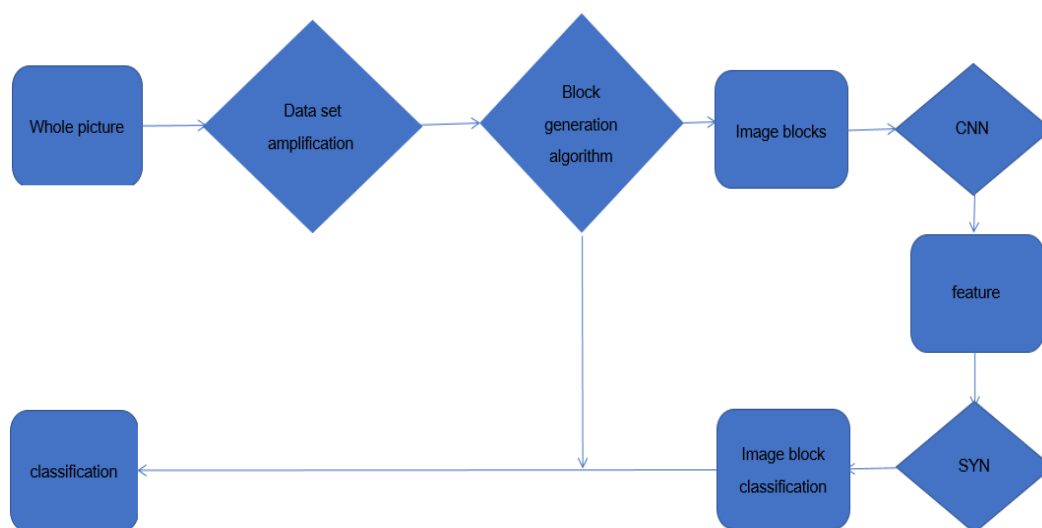 Whole picture
Data set
amplification
Block
generation
algorithm
Image blocks
CNN
feature
SYN
Image block
classification
classification